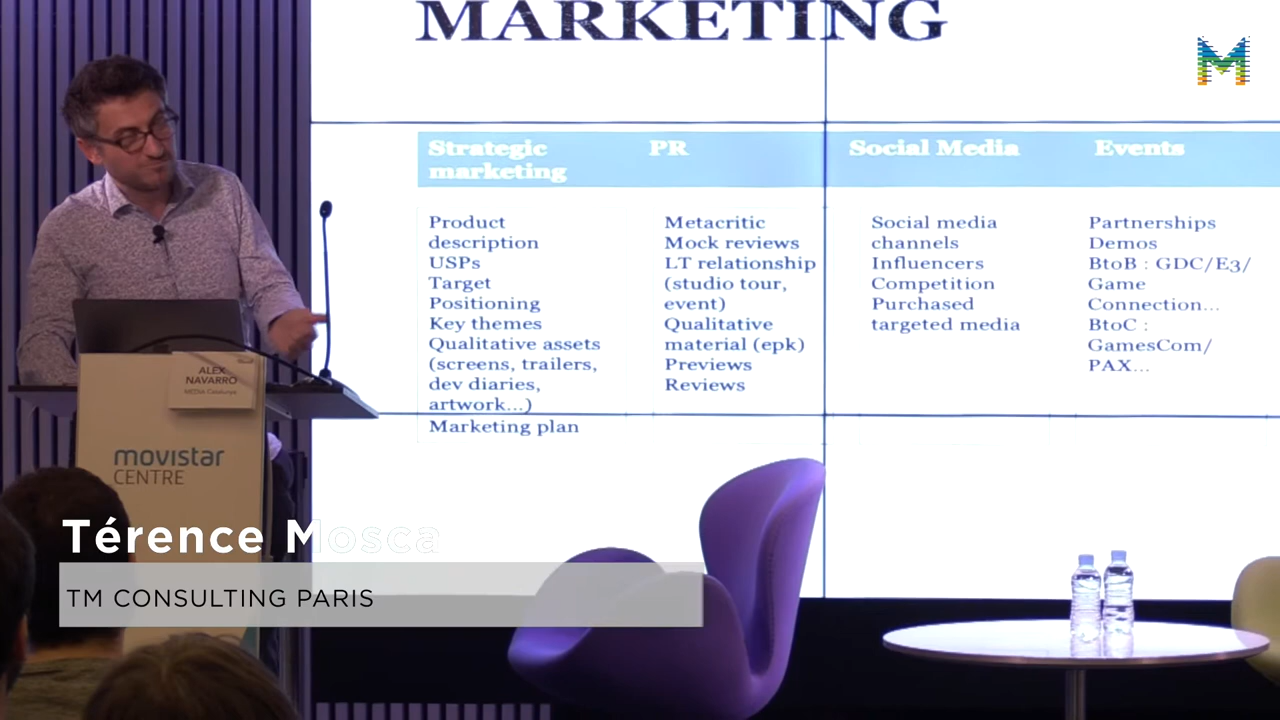 MARKETING
M
Strategic
marketing
PR
Social Media
Events
Product
description
USPs
Target
Positioning
Key themes
Qualitative assets
(screens, trailers,
dev diaries,
artwork...)
Marketing plan
Metacritic
Mock reviews
LT relationship
(studio tour,
event)
Qualitative
material (epk)
Previews
Reviews
Social media
channels
Influencers
Competition
Purchased
targeted media
Partnerships
Demos
BtoB : GDC/E3/
Game
Connection...
BtoC :
GamesCom/
PAX...
ALEX
NAVARRO
MEDIA Catalunya
movistar
CENTRE
Térence Mosca
TM CONSULTING PARIS